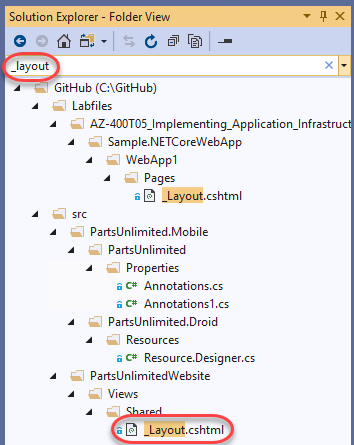 Solution Explorer - Folder View
_layout
GitHub (C:\GitHub)
Labfiles
AZ-400T05_Implementing_Application_Infrastruct
Sample.NETCoreWebApp
WebApp1
Pages
_Layout.cshtml
src
PartsUnlimited.Mobile
PartsUnlimited
Properties
C# Annotations.cs
C# Annotations1.cs
PartsUnlimited.Droid
Resources
C# Resource.Designer.cs
PartsUnlimitedWebsite
Views
Shared
_Layout.cshtml